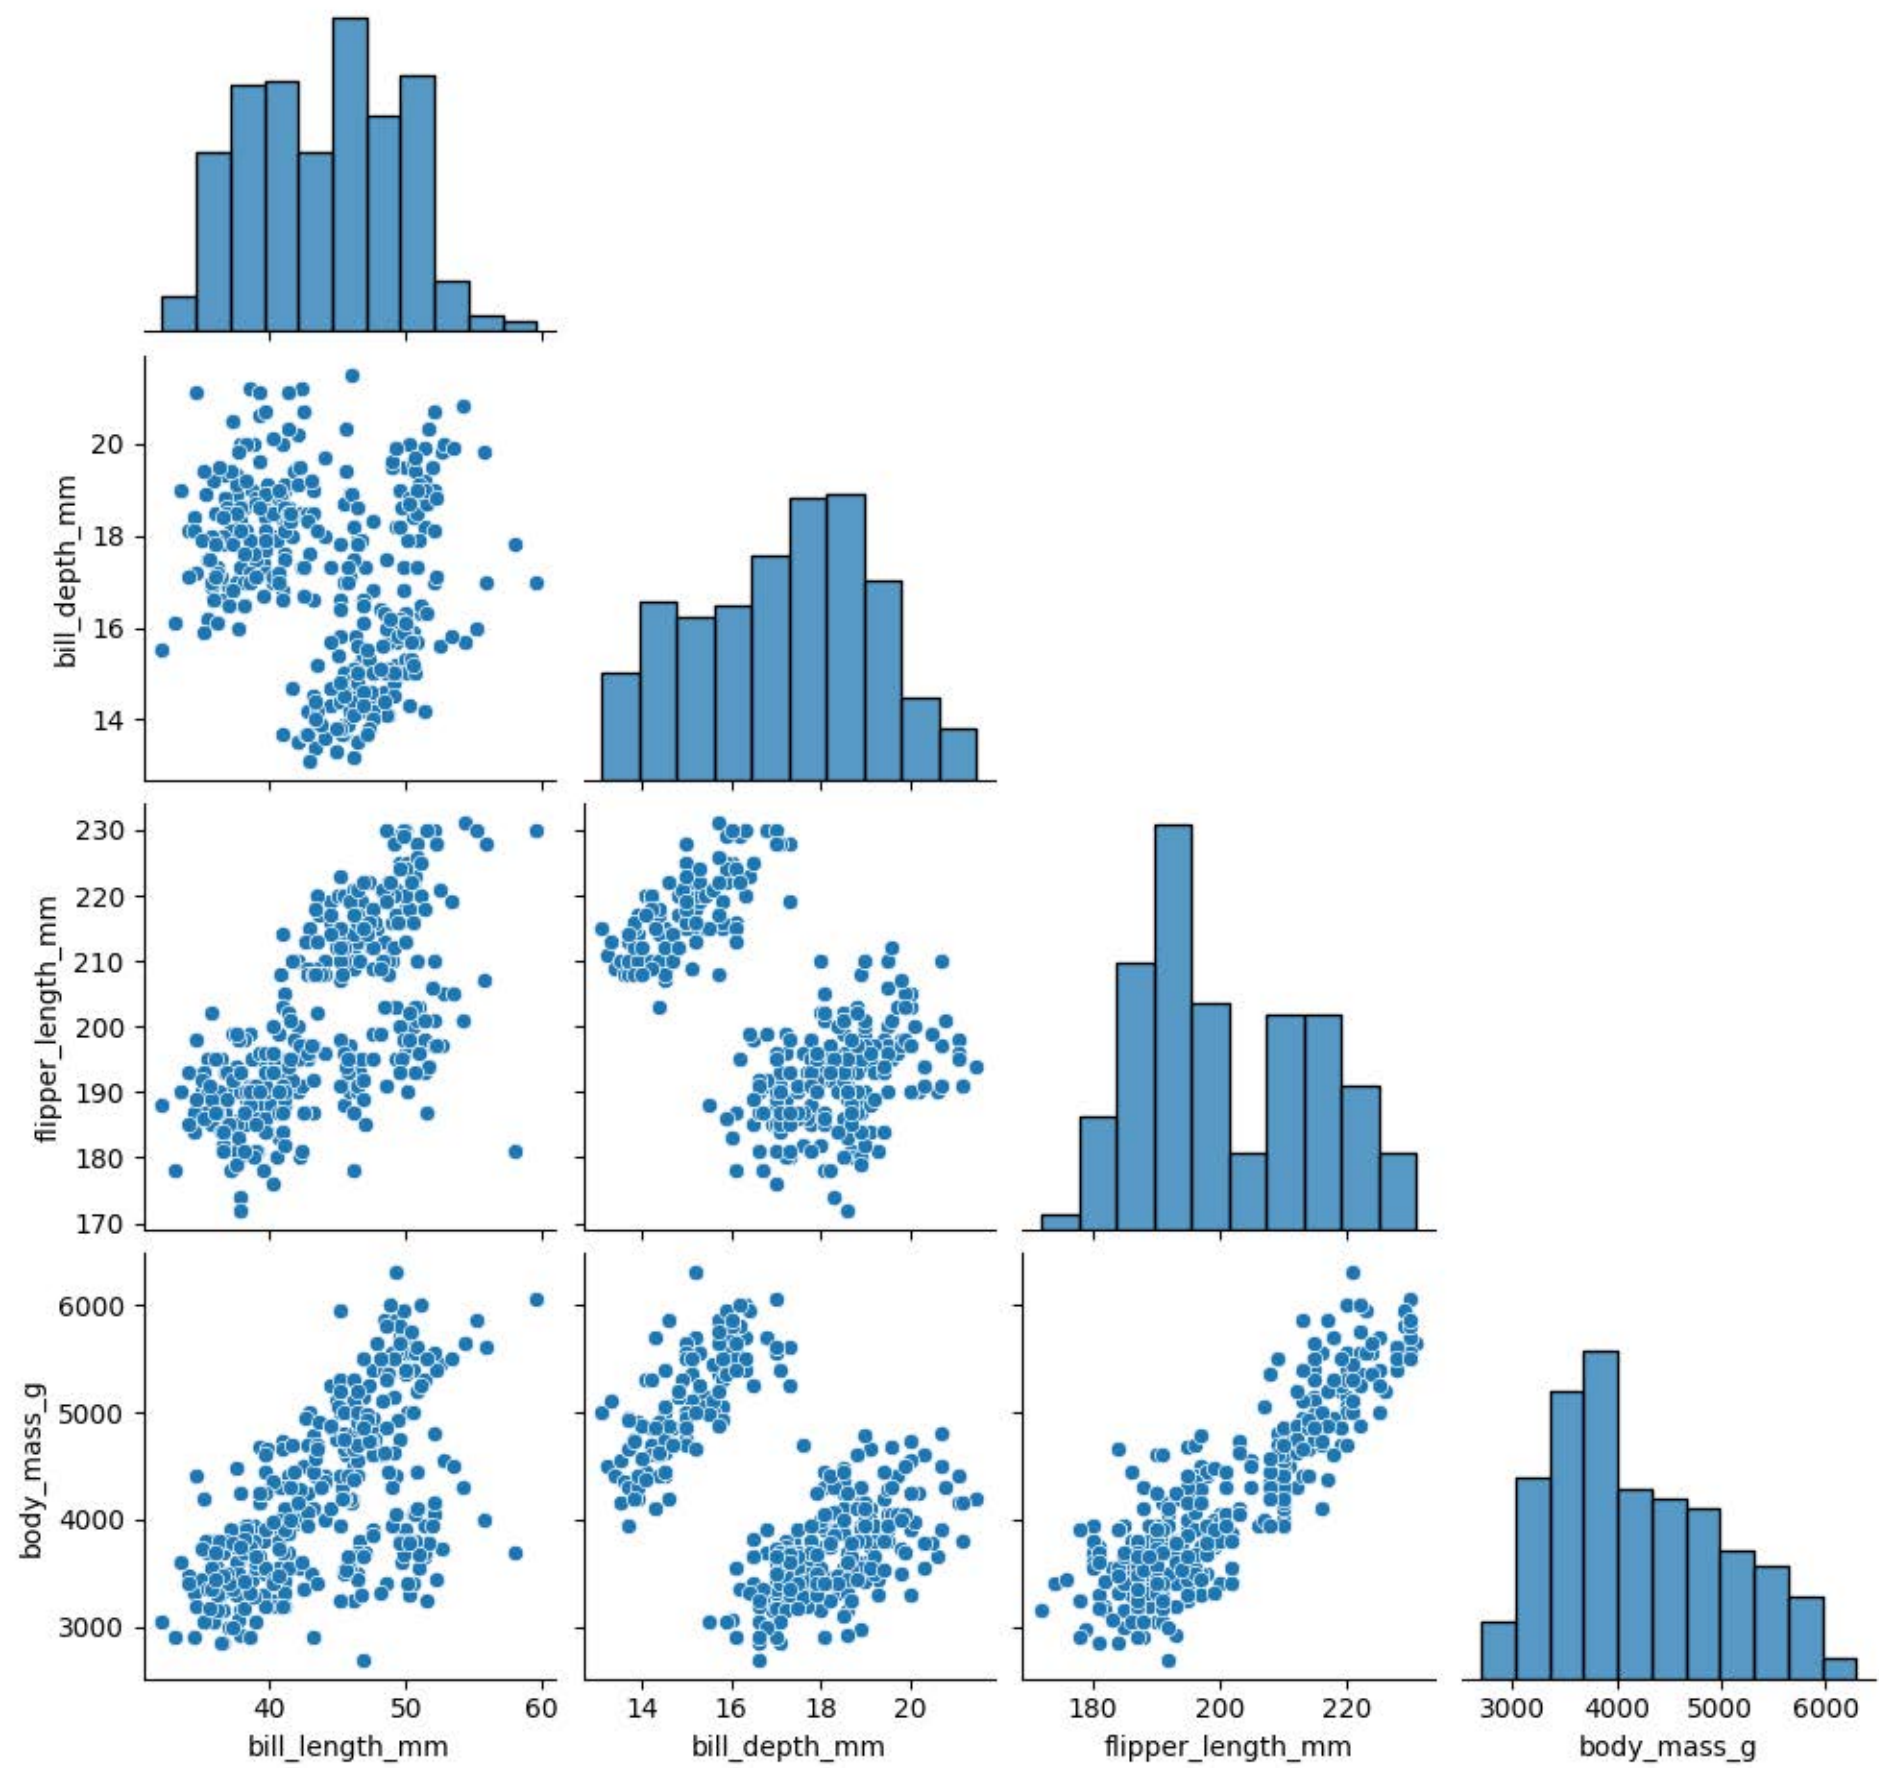 bill_depth_mm
20
18
16
14
flipper_length_mm
230
220
210
200
190
180
170
body_mass_g
6000
5000
4000
3000
40 50 60
14 16 18 20
180 200 220
3000 4000 5000 6000
bill_length_mm
bill_depth_mm
flipper_length_mm
body_mass_g